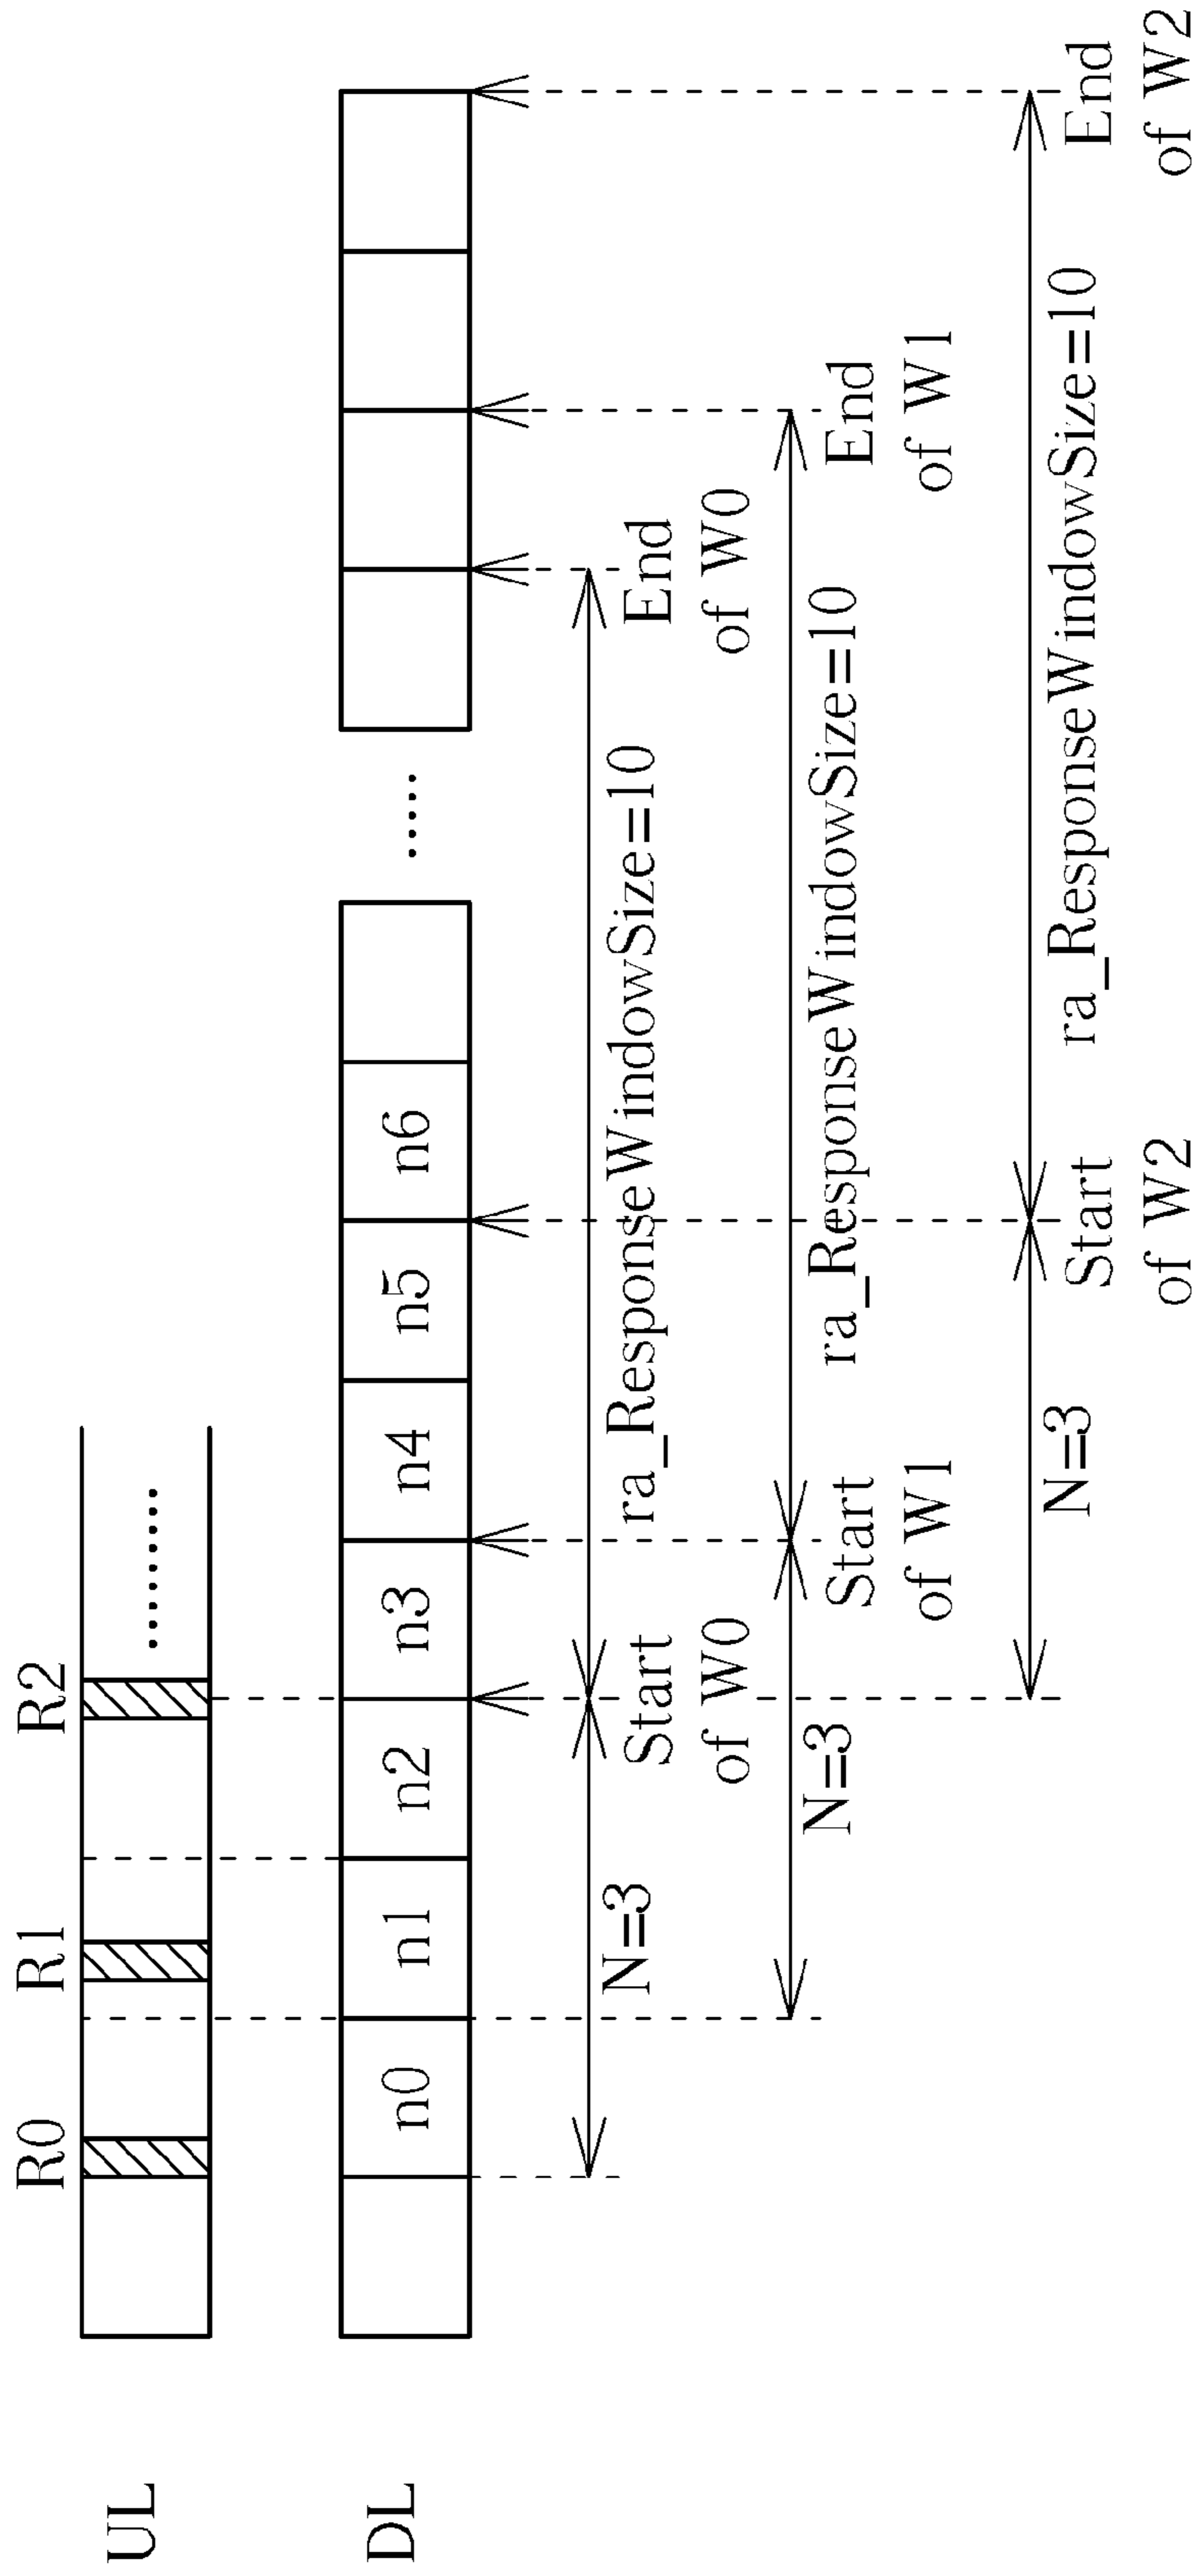 R0 R1 R2
UL ........
DL n0 n1 n2 n3 n4 n5 n6 .....
N=3 ra_ResponseWindowSize=10
Start End
of W0 of W0
N=3 ra_ResponseWindowSize=10
Start End
of W1 of W1
N=3 ra_ResponseWindowSize=10
Start End
of W2 of W2